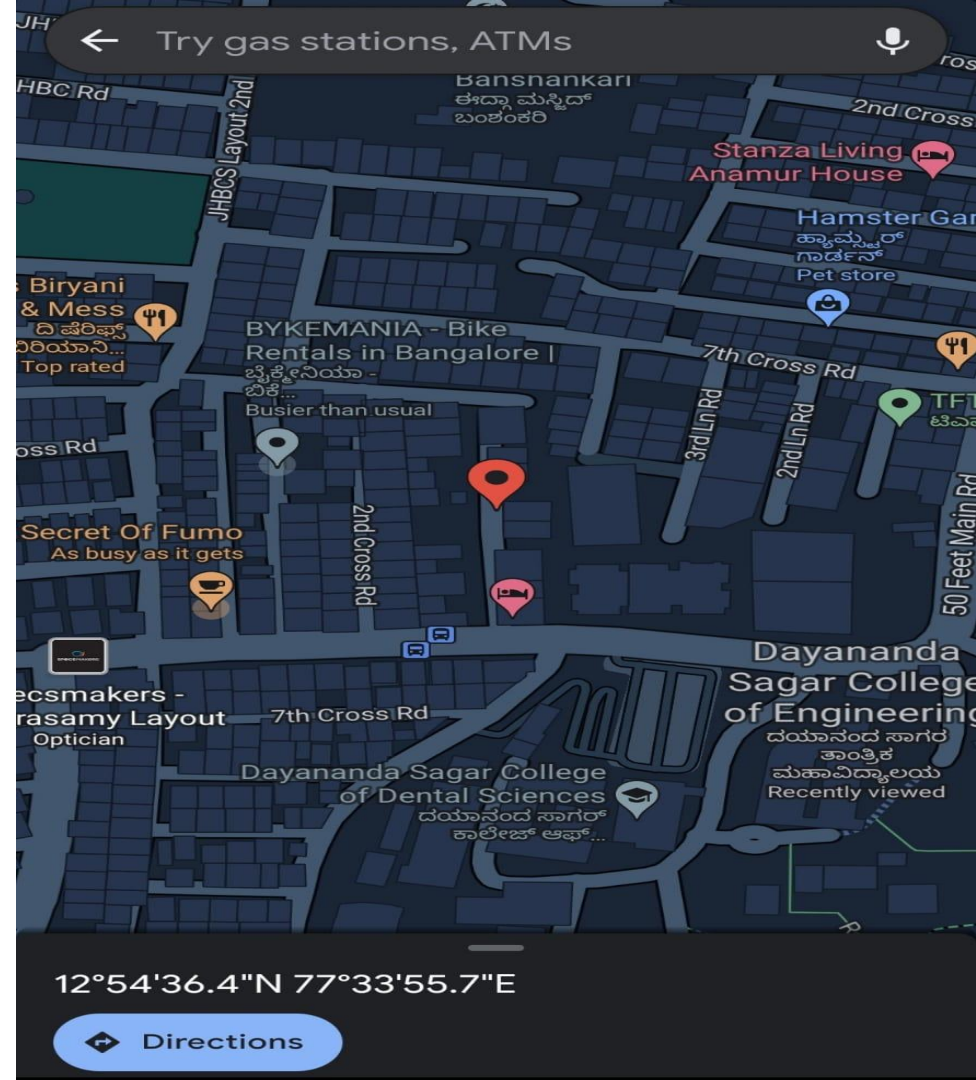 JH
Try gas stations, ATMs
ros
HBC Rd
JHBCS Layout 2nd
Banshankari
ಈದ್ಗಾ ಮಸ್ಜಿದ್
ಬಂಶಂಕರಿ
2nd Cross
Stanza Living
Anamur House
Hamster Gar
ಹ್ಯಾಮ್ಸ್ಟರ್
ಗಾರ್ಡನ್
Pet store
s Biryani
& Mess
ದಿ ಷೆರಿಫ್ಸ್
ಬಿರಿಯಾನಿ...
Top rated
BYKEMANIA - Bike
Rentals in Bangalore |
ಬೈಕ್ಮೇನಿಯಾ -
ಬಿಕೆ...
Busier than usual
7th Cross Rd
3rd Ln Rd
2nd Ln Rd
TFT
oss Rd
50 Feet Main Rd
Secret Of Fumo
As busy as it gets
2nd Cross Rd
ecsmakers -
rasamy Layout
Optician
7th Cross Rd
Dayananda
Sagar College
of Engineering
ದಯಾನಂದ ಸಾಗರ
ತಾಂತ್ರಿಕ
ಮಹಾವಿದ್ಯಾಲಯ
Recently viewed
Dayananda Sagar College
of Dental Sciences
ದಯಾನಂದ ಸಾಗರ್
ಕಾಲೇಜ್ ಆಫ್...
12°54'36.4"N 77°33'55.7"E
Directions